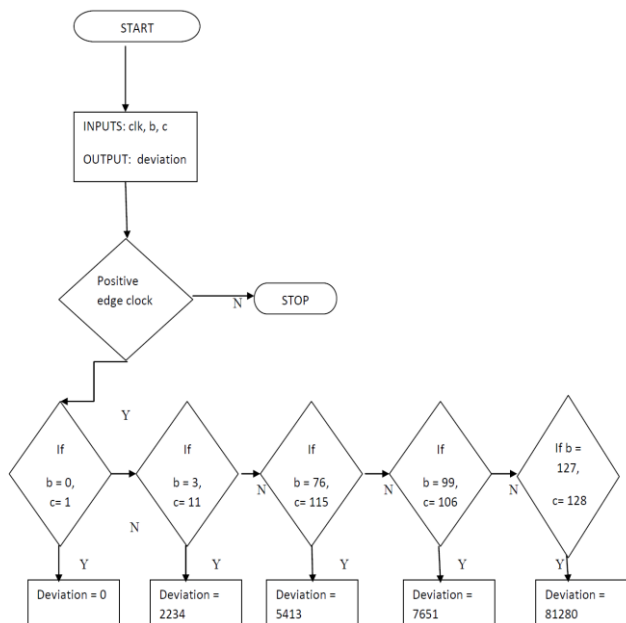 START
INPUTS: clk, b, c
OUTPUT: deviation
Positive
edge clock
N
STOP
Y
If
b = 0,
c= 1
N
If
b = 3,
c= 11
N
If
b = 76,
c= 115
N
If
b = 99,
c= 106
N
If b =
127,
c= 128
Y
Y
Y
Y
Y
Deviation = 0
Deviation =
2234
Deviation =
5413
Deviation =
7651
Deviation =
81280